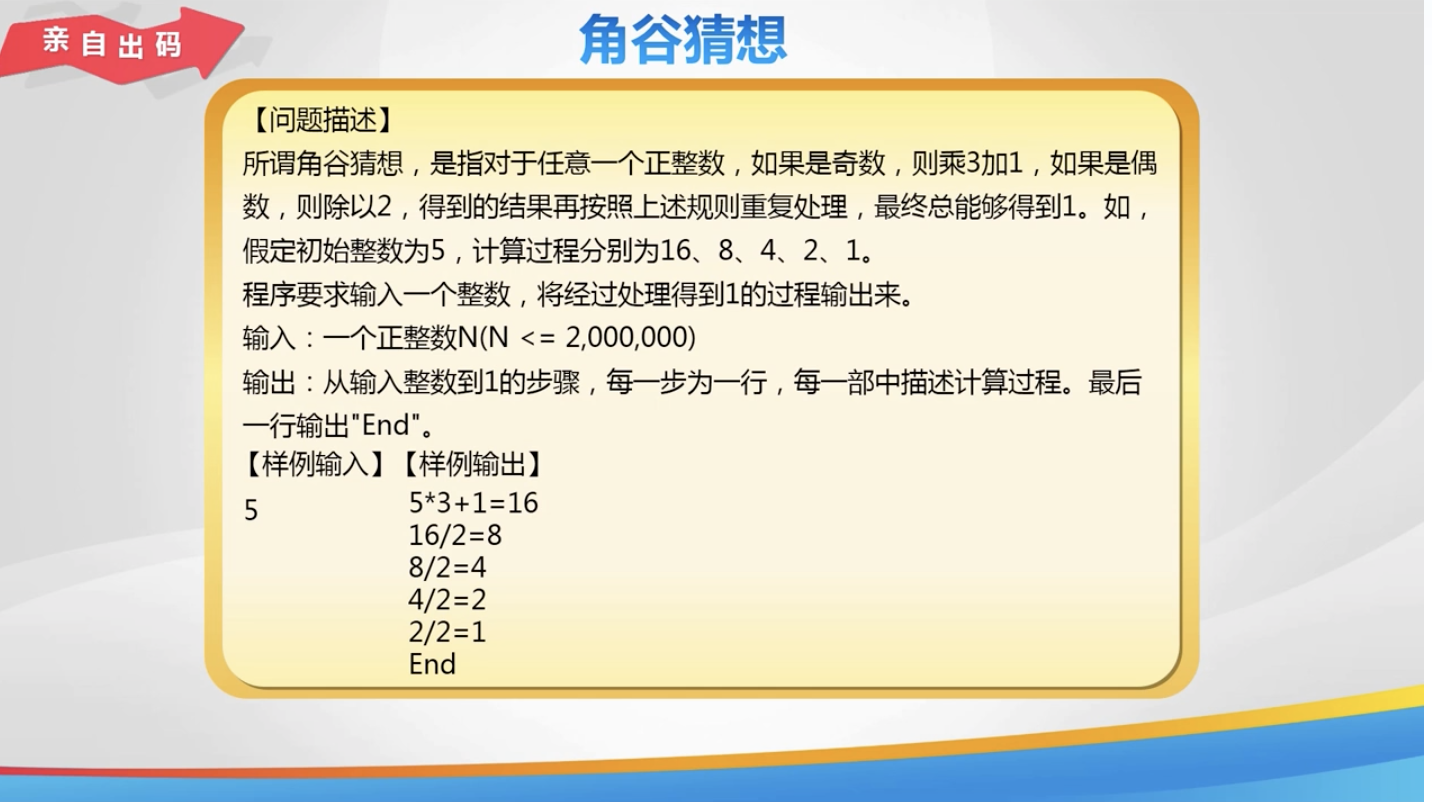 亲自出码
角谷猜想
【问题描述】
所谓角谷猜想，是指对于任意一个正整数，如果是奇数，则乘3加1，如果是偶
数，则除以2，得到的结果再按照上述规则重复处理，最终总能够得到1。如，
假定初始整数为5，计算过程分别为16、8、4、2、1。
程序要求输入一个整数，将经过处理得到1的过程输出来。
输入：一个正整数N(N <= 2,000,000)
输出：从输入整数到1的步骤，每一步为一行，每一部中描述计算过程。最后
一行输出"End"。
【样例输入】【样例输出】
5
5*3+1=16
16/2=8
8/2=4
4/2=2
2/2=1
End